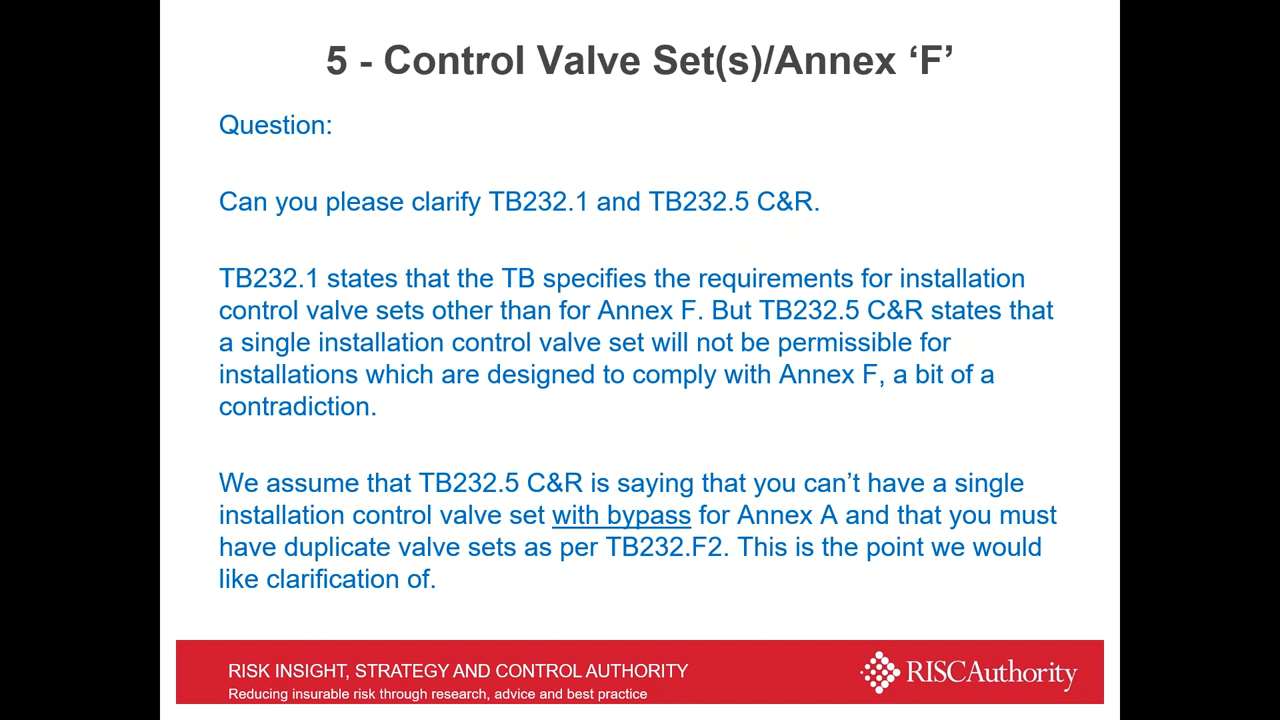 5 - Control Valve Set(s)/Annex ‘F’
Question:
Can you please clarify TB232.1 and TB232.5 C&R.
TB232.1 states that the TB specifies the requirements for installation
control valve sets other than for Annex F. But TB232.5 C&R states that
a single installation control valve set will not be permissible for
installations which are designed to comply with Annex F, a bit of a
contradiction.
We assume that TB232.5 C&R is saying that you can’t have a single
installation control valve set with bypass for Annex A and that you must
have duplicate valve sets as per TB232.F2. This is the point we would
like clarification of.
RISK INSIGHT, STRATEGY AND CONTROL AUTHORITY
Reducing insurable risk through research, advice and best practice
RISCAuthority